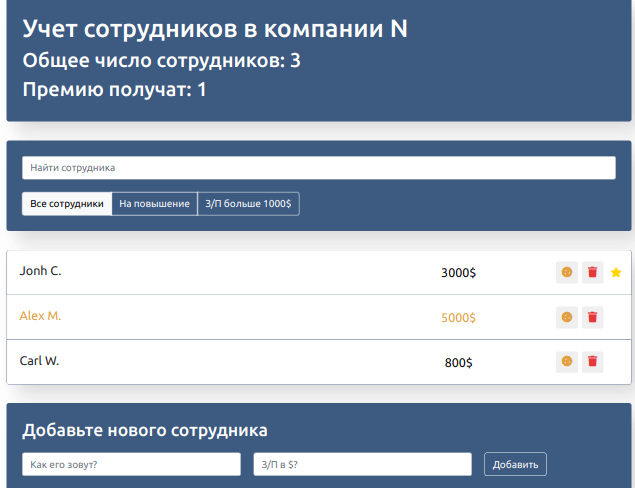 Учет сотрудников в компании N
Общее число сотрудников: 3
Премию получат: 1
Найти сотрудника
Все сотрудники На повышение З/П больше 1000$
Jonh C. 3000$
Alex M. 5000$
Carl W. 800$
Добавьте нового сотрудника
Как его зовут? З/П в $? Добавить